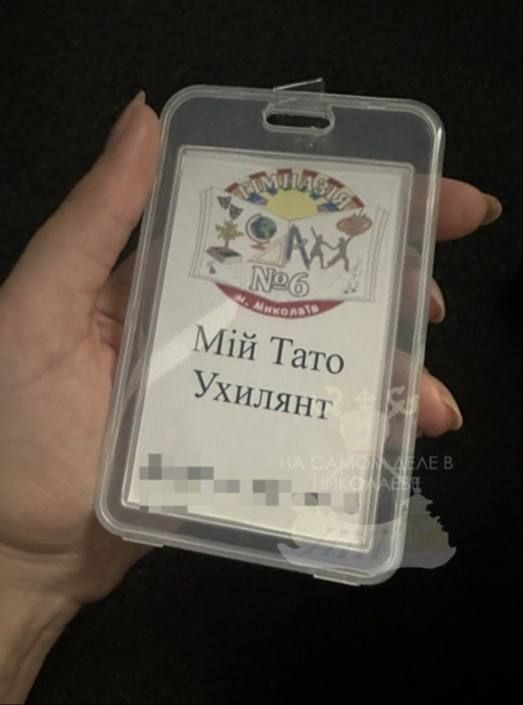 ГІМНАЗІЯ
№6
м. Миколаїв
Мій Тато
Ухилянт
НА САМОМ ДЕЛЕ В
НИКОЛАЕВЕ